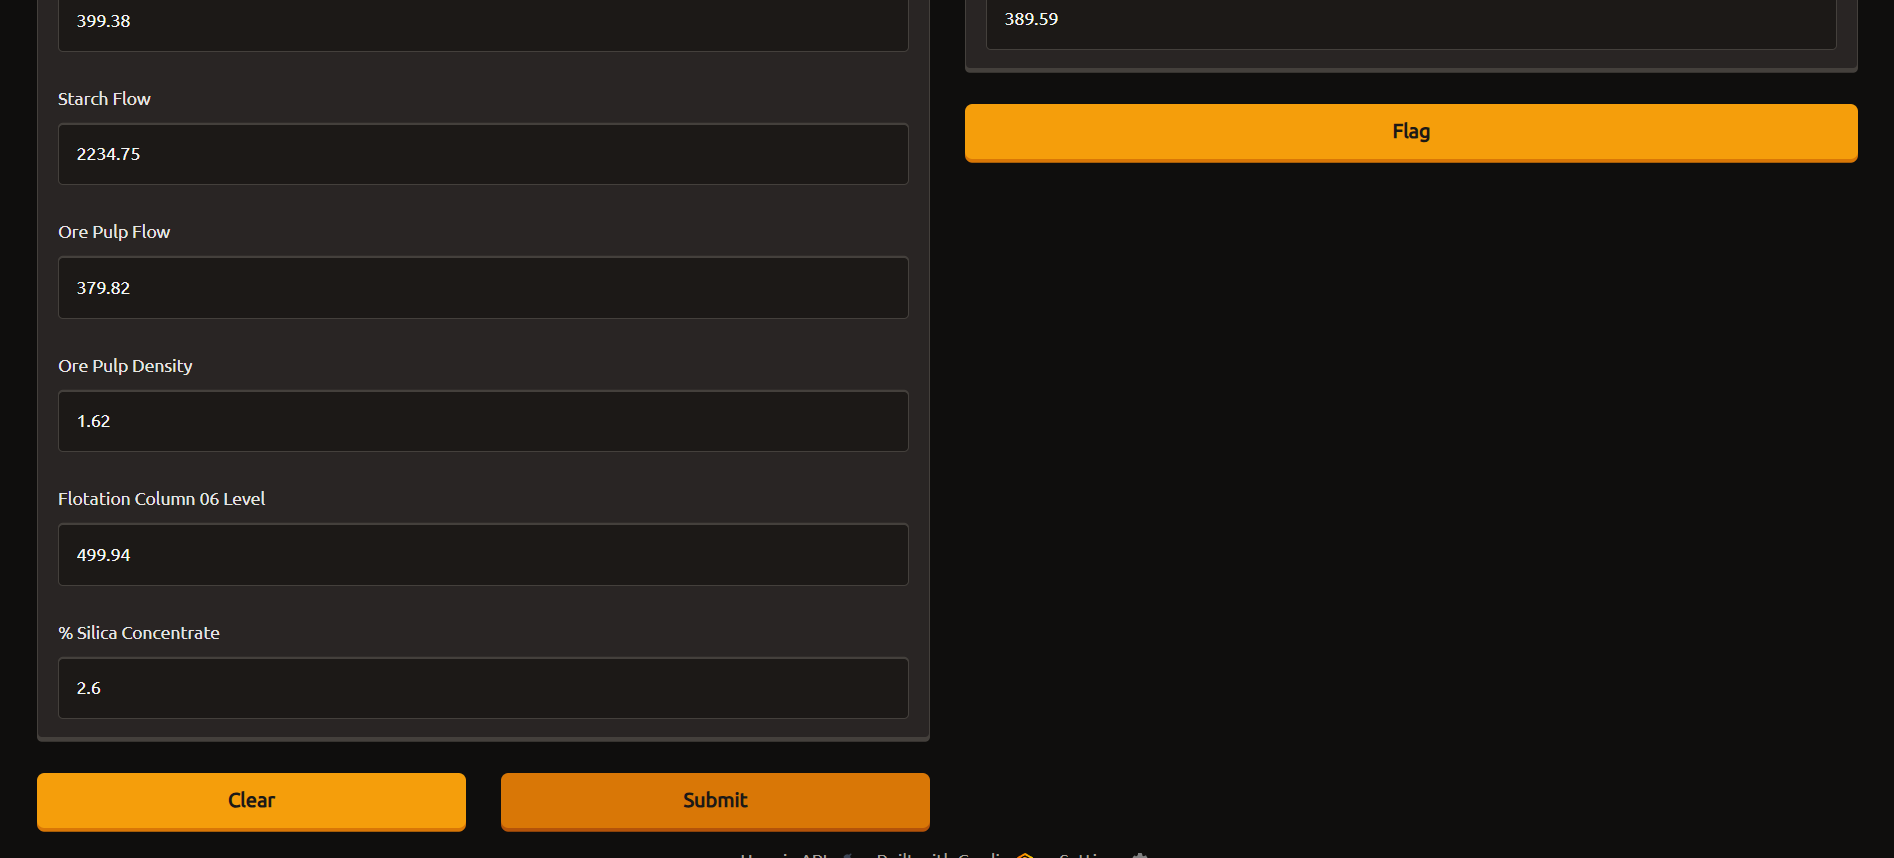 399.38
Starch Flow
2234.75
Ore Pulp Flow
379.82
Ore Pulp Density
1.62
Flotation Column 06 Level
499.94
% Silica Concentrate
2.6
Clear
Submit
389.59
Flag